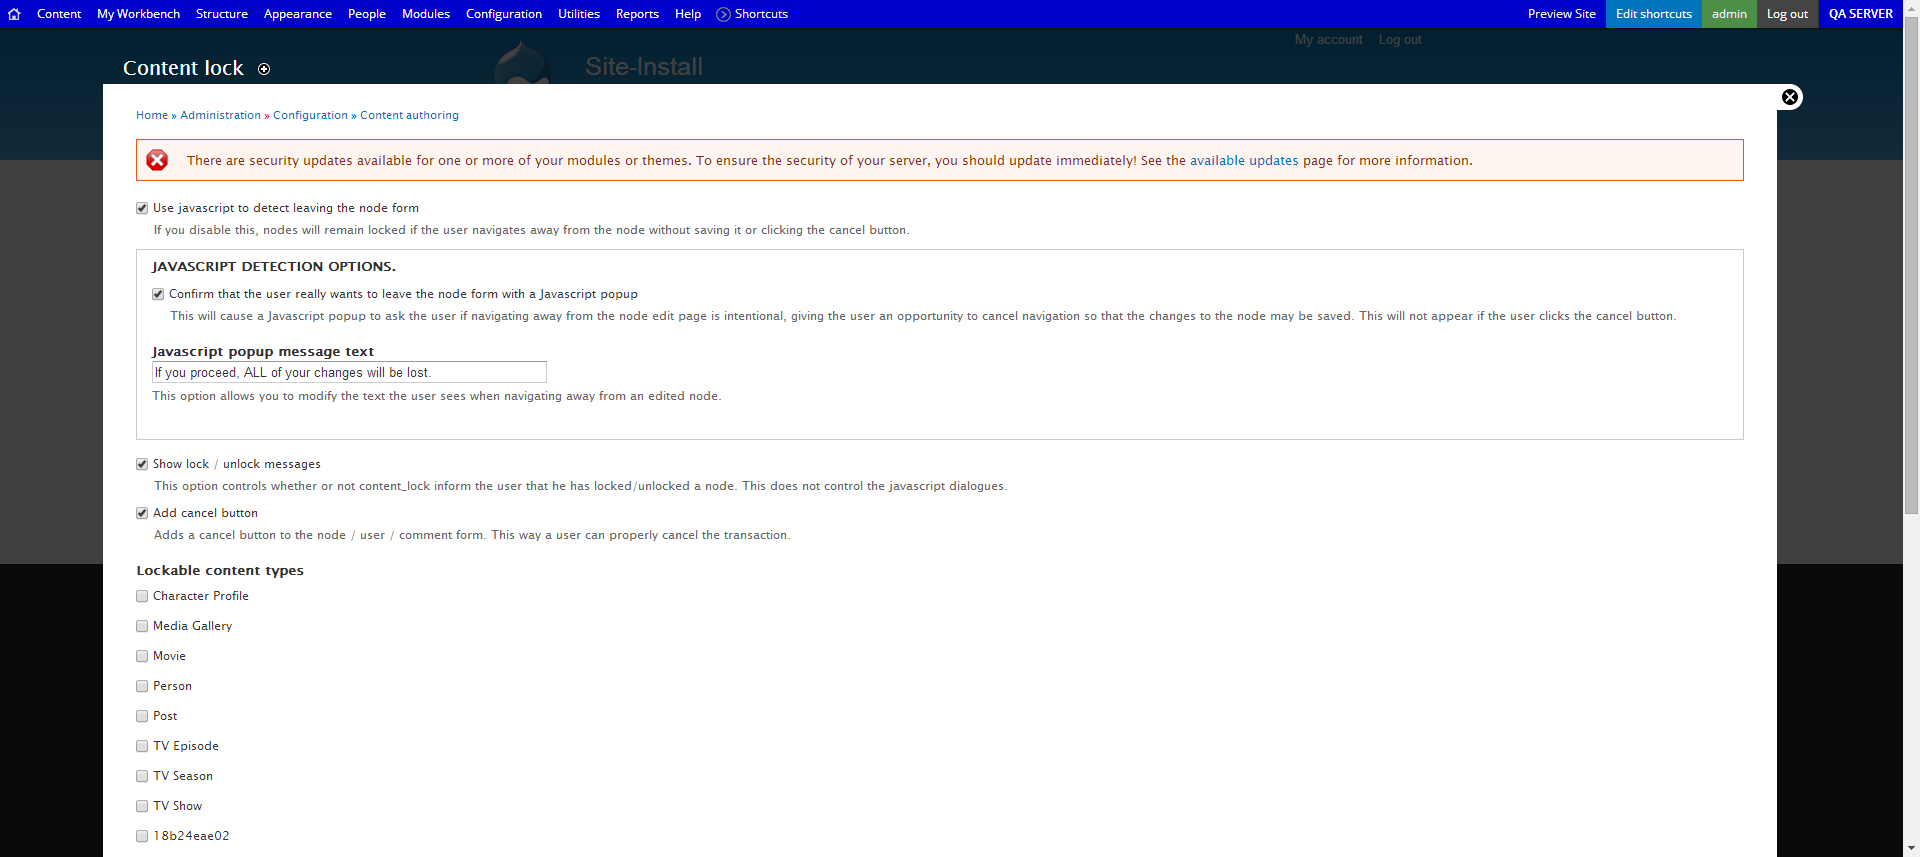 Content My Workbench Structure Appearance People Modules Configuration Utilities Reports Help Shortcuts Preview Site Edit shortcuts admin Log out QA SERVER
My account Log out
Site-Install
Content lock
Home » Administration » Configuration » Content authoring
There are security updates available for one or more of your modules or themes. To ensure the security of your server, you should update immediately! See the available updates page for more information.
Use javascript to detect leaving the node form
If you disable this, nodes will remain locked if the user navigates away from the node without saving it or clicking the cancel button.
JAVASCRIPT DETECTION OPTIONS.
Confirm that the user really wants to leave the node form with a Javascript popup
This will cause a Javascript popup to ask the user if navigating away from the node edit page is intentional, giving the user an opportunity to cancel navigation so that the changes to the node may be saved. This will not appear if the user clicks the cancel button.
Javascript popup message text
If you proceed, ALL of your changes will be lost.
This option allows you to modify the text the user sees when navigating away from an edited node.
Show lock / unlock messages
This option controls whether or not content_lock inform the user that he has locked/unlocked a node. This does not control the javascript dialogues.
Add cancel button
Adds a cancel button to the node / user / comment form. This way a user can properly cancel the transaction.
Lockable content types
Character Profile
Media Gallery
Movie
Person
Post
TV Episode
TV Season
TV Show
18b24eae02